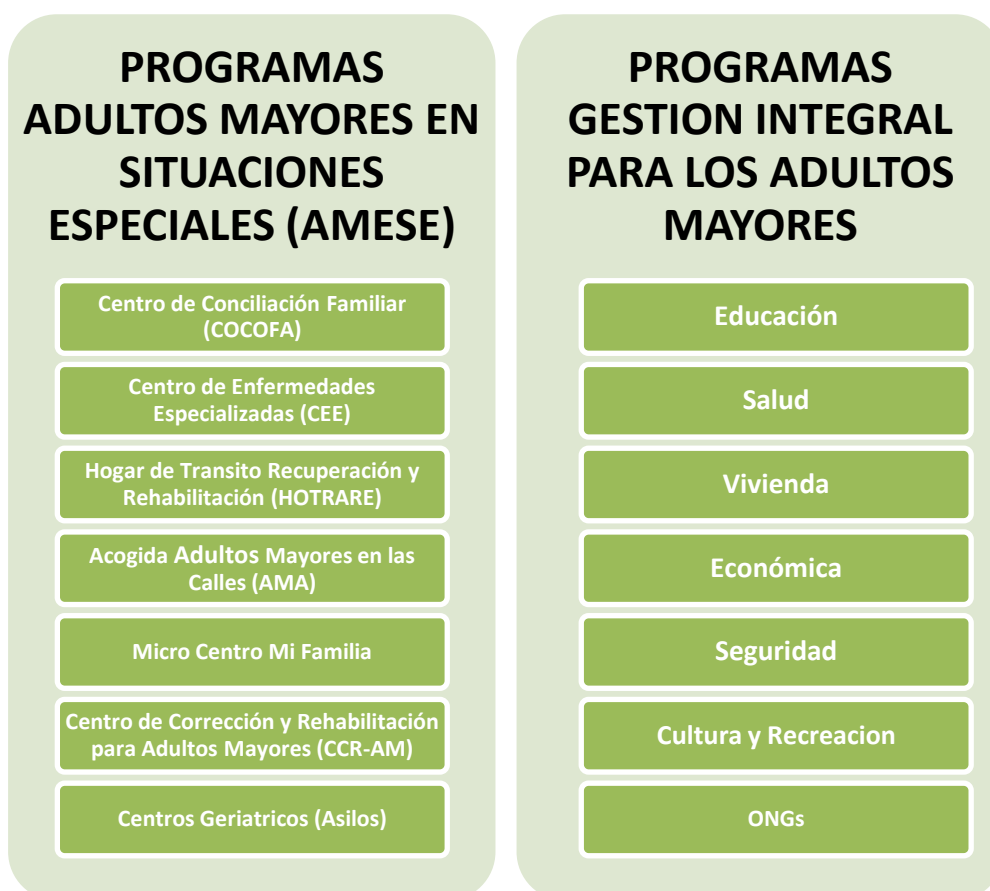 PROGRAMAS
ADULTOS MAYORES EN
SITUACIONES
ESPECIALES (AMESE)
Centro de Conciliación Familiar
(COCOFA)
Centro de Enfermedades
Especializadas (CEE)
Hogar de Transito Recuperación y
Rehabilitación (HOTRARE)
Acogida Adultos Mayores en las
Calles (AMA)
Micro Centro Mi Familia
Centro de Corrección y Rehabilitación
para Adultos Mayores (CCR-AM)
Centros Geriatricos (Asilos)
PROGRAMAS
GESTION INTEGRAL
PARA LOS ADULTOS
MAYORES
Educación
Salud
Vivienda
Económica
Seguridad
Cultura y Recreacion
ONGs